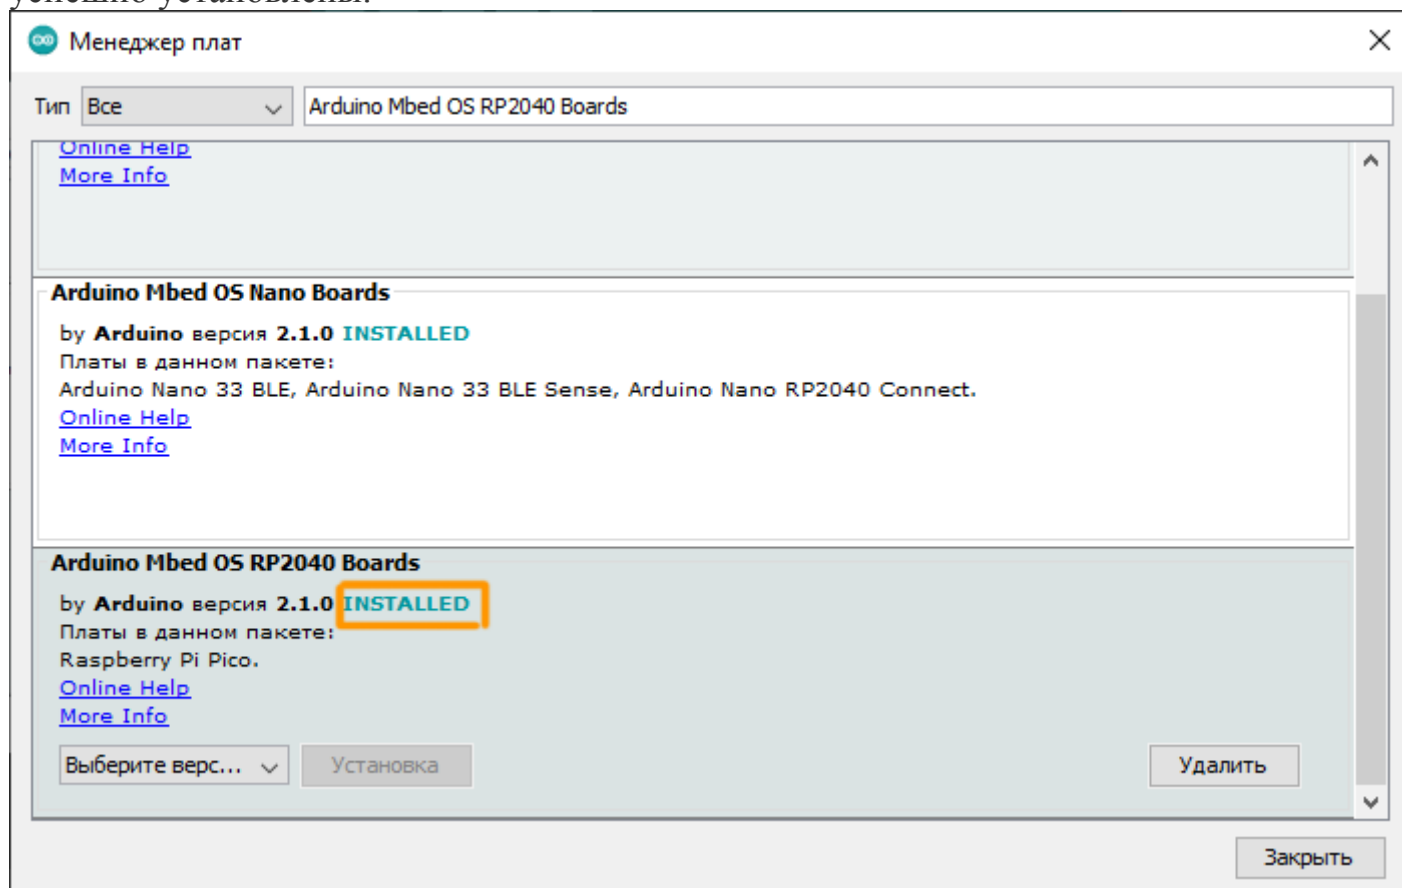 успешно установлены.
Менеджер плат
Тип Все Arduino Mbed OS RP2040 Boards
Online Help
More Info
Arduino Mbed OS Nano Boards
by Arduino версия 2.1.0 INSTALLED
Платы в данном пакете:
Arduino Nano 33 BLE, Arduino Nano 33 BLE Sense, Arduino Nano RP2040 Connect.
Online Help
More Info
Arduino Mbed OS RP2040 Boards
by Arduino версия 2.1.0 INSTALLED
Платы в данном пакете:
Raspberry Pi Pico.
Online Help
More Info
Выберите верс... Установка Удалить
Закрыть